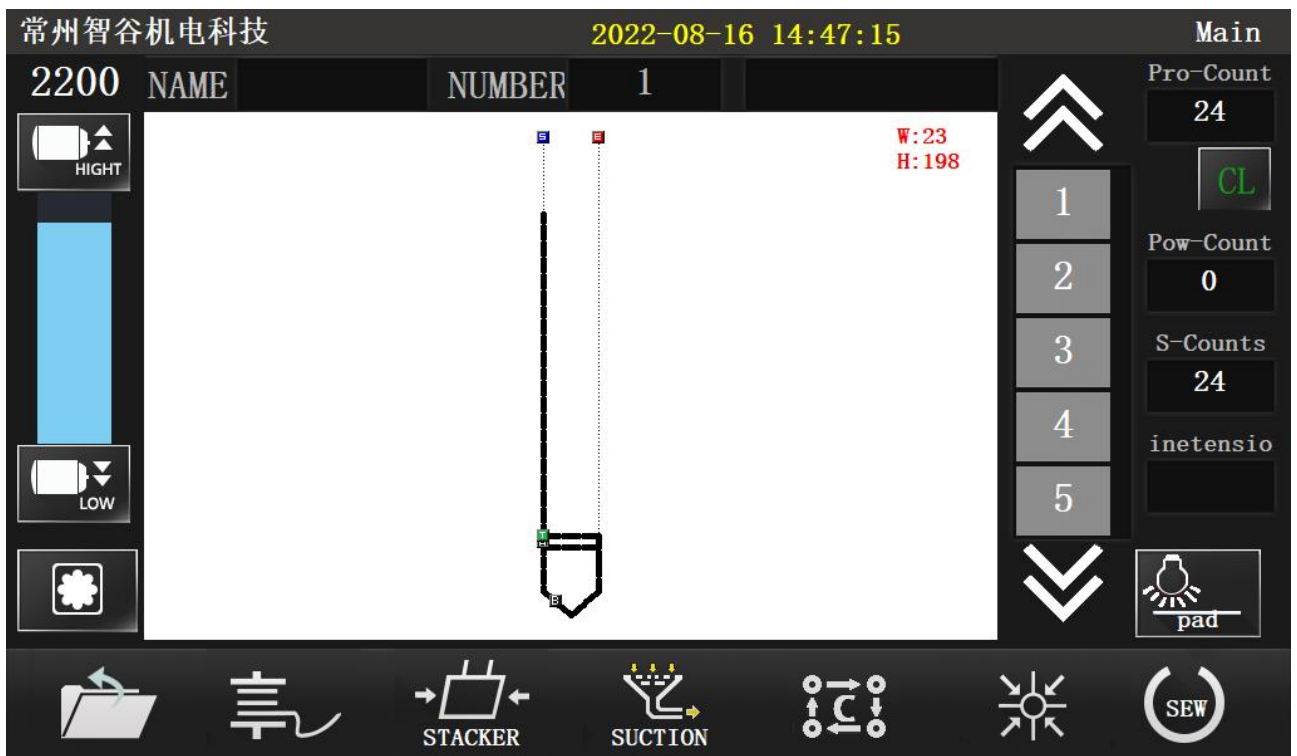 常州智谷机电科技 2022-08-16 14:47:15 Main
2200 NAME NUMBER 1
Pro-Count
24
HIGHT
W:23
H:198
CL
1
2
3
4
5
Pow-Count
0
S-Counts
24
inetensio
LOW
S
E
T
B
pad
STACKER
SUCTION
C
SEW